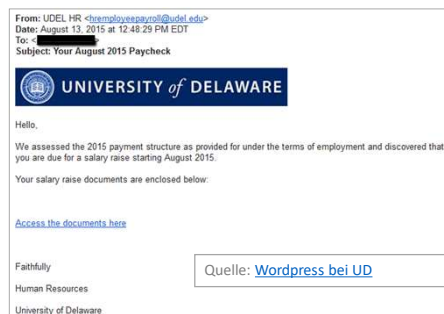 From: UDEL HR <hremployeepayroll@udel.edu>
Date: August 13, 2015 at 12:48:29 PM EDT
To: <
Subject: Your August 2015 Paycheck
UNIVERSITY of DELAWARE
Hello,
We assessed the 2015 payment structure as provided for under the terms of employment and discovered that
you are due for a salary raise starting August 2015.
Your salary raise documents are enclosed below:
Access the documents here
Faithfully
Quelle: Wordpress bei UD
Human Resources
University of Delaware